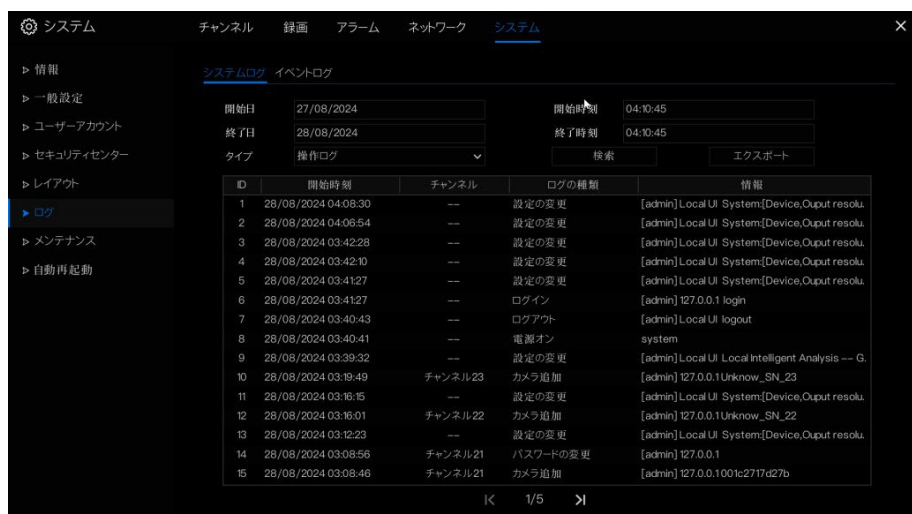 システム チャンネル 録画 アラーム ネットワーク システム ×
情報
一般設定
ユーザーアカウント
セキュリティセンター
レイアウト
ログ
メンテナンス
自動再起動
システムログ イベントログ
開始日 27/08/2024 開始時刻 04:10:45
終了日 28/08/2024 終了時刻 04:10:45
タイプ 操作ログ 検索 エクスポート
ID 開始時刻 チャンネル ログの種類 情報
1 28/08/2024 04:08:30 -- 設定の変更 [admin] Local UI System:[Device,Ouput resolu.
2 28/08/2024 04:06:54 -- 設定の変更 [admin] Local UI System:[Device,Ouput resolu.
3 28/08/2024 03:42:28 -- 設定の変更 [admin] Local UI System:[Device,Ouput resolu.
4 28/08/2024 03:42:10 -- 設定の変更 [admin] Local UI System:[Device,Ouput resolu.
5 28/08/2024 03:41:27 -- 設定の変更 [admin] Local UI System:[Device,Ouput resolu.
6 28/08/2024 03:41:27 -- ログイン [admin] 127.0.0.1 login
7 28/08/2024 03:40:43 -- ログアウト [admin] Local UI logout
8 28/08/2024 03:40:41 -- 電源オン system
9 28/08/2024 03:39:32 -- 設定の変更 [admin] Local UI Local Intelligent Analysis -- G.
10 28/08/2024 03:19:49 チャンネル23 カメラ追加 [admin] 127.0.0.1 Unknow_SN_23
11 28/08/2024 03:16:15 -- 設定の変更 [admin] Local UI System:[Device,Ouput resolu.
12 28/08/2024 03:16:01 チャンネル22 カメラ追加 [admin] 127.0.0.1 Unknow_SN_22
13 28/08/2024 03:12:23 -- 設定の変更 [admin] Local UI System:[Device,Ouput resolu.
14 28/08/2024 03:08:56 チャンネル21 パスワードの変更 [admin] 127.0.0.1
15 28/08/2024 03:08:46 チャンネル21 カメラ追加 [admin] 127.0.0.1 001c2717d27b
1/5